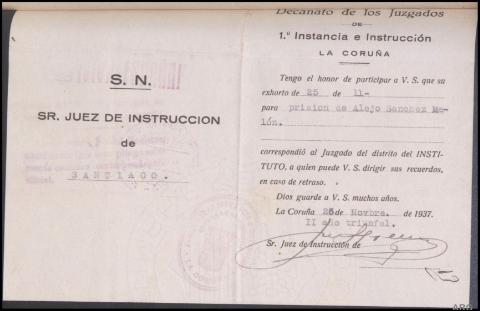 S. N.
SR. JUEZ DE INSTRUCCION
de
SANTIAGO.
Decanato de los Juzgados
DE
1.ª Instancia e Instrucción
LA CORUÑA
Tengo el honor de participar a V. S. que su
exhorto de 25 de 11-
para prision de Alejo Sanchez Me-
lón.
correspondió al Juzgado del distrito del INSTI-
TUTO, a quien puede V. S. dirigir sus recuerdos,
en caso de retraso.
Dios guarde a V. S. muchos años.
La Coruña 26 de Novbre. de 1937.
II año triunfal.
Sr. Juez de Instrucción de